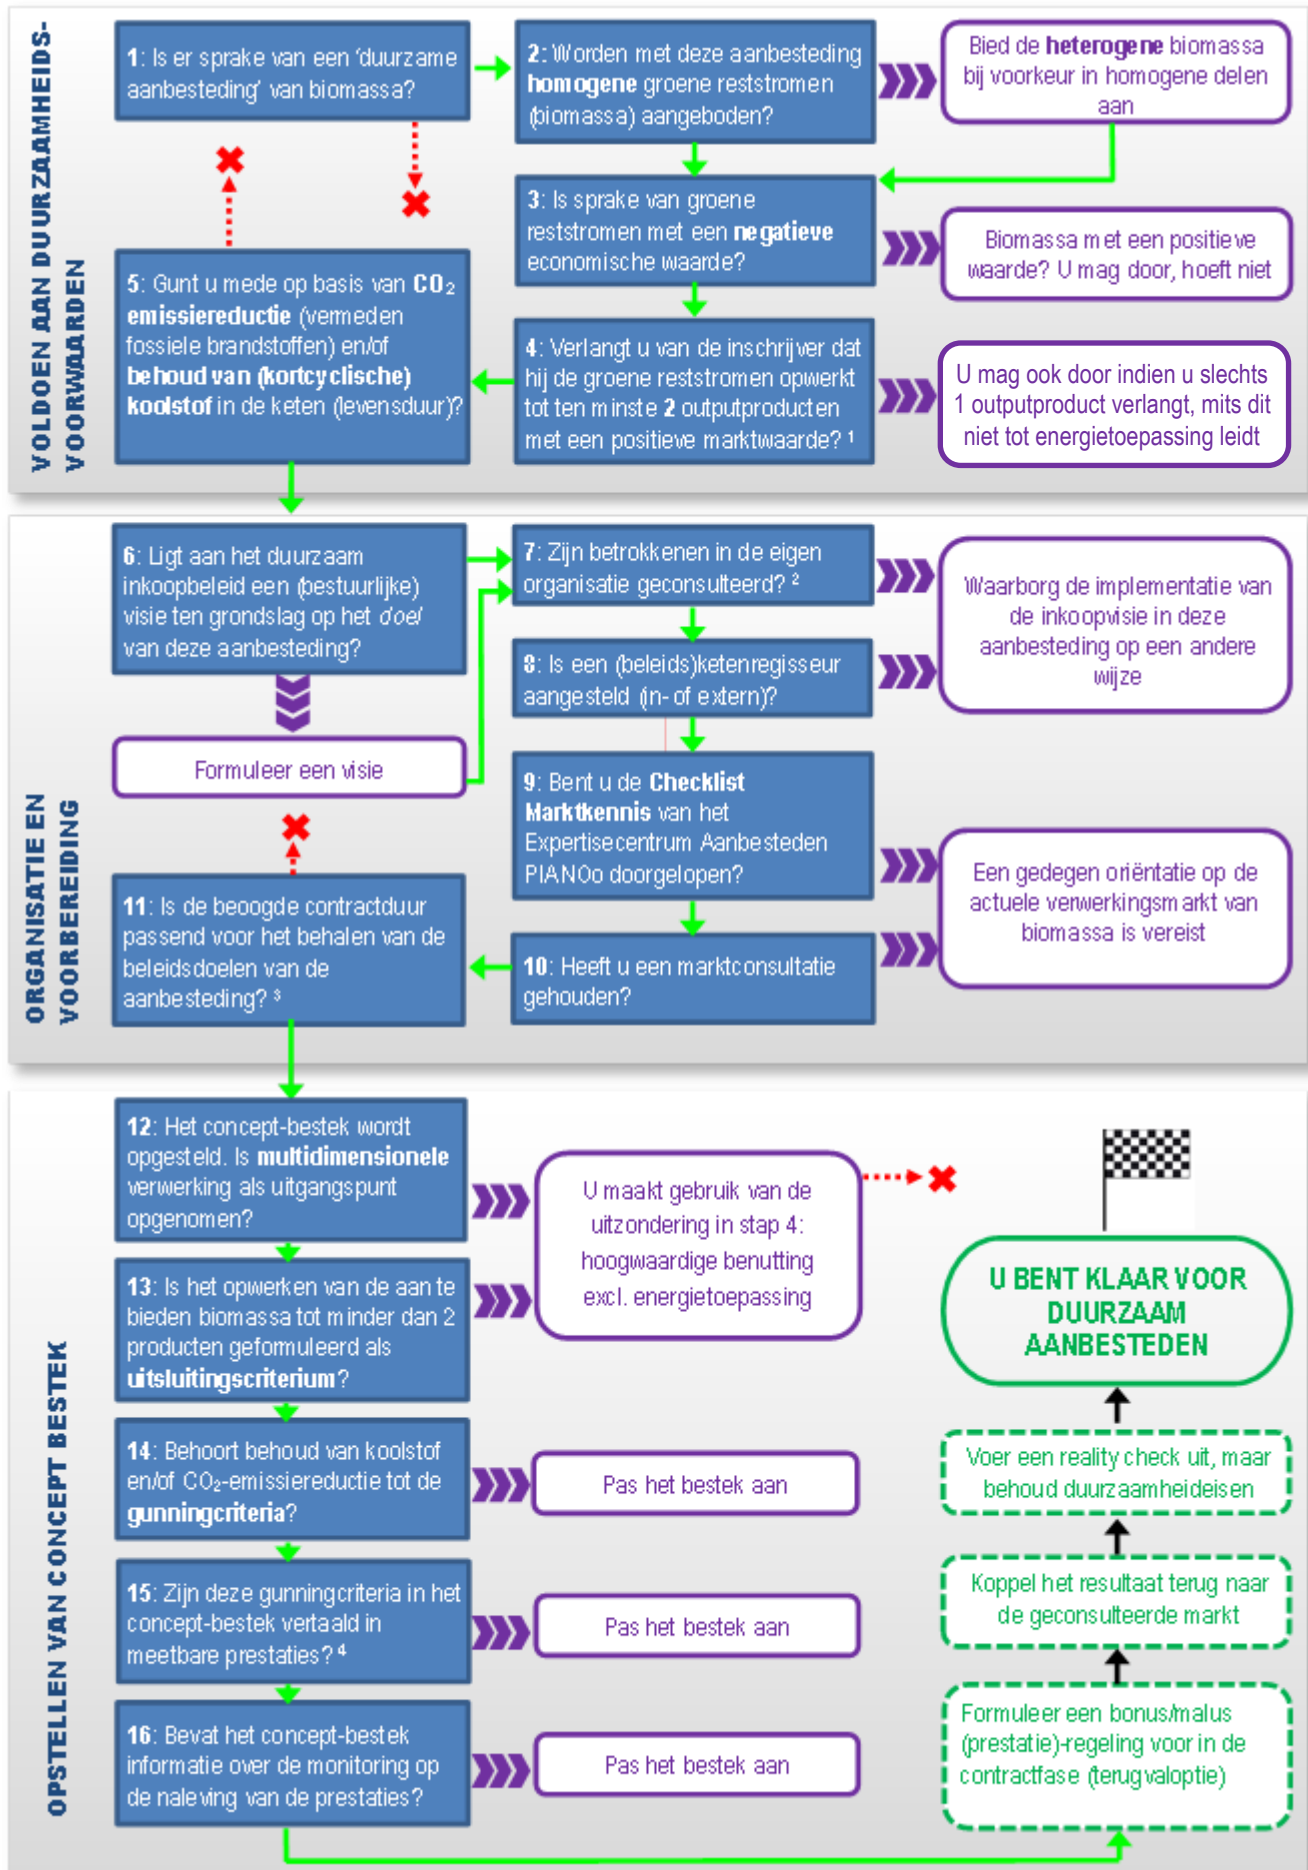 VOLDOEN AAN DUURZAAMHEIDS-
VOORWAARDEN
1: Is er sprake van een ‘duurzame
aanbesteding’ van biomassa?
2: Worden met deze aanbesteding
homogene groene reststromen
(biomassa) aangeboden?
Bied de heterogene biomassa
bij voorkeur in homogene delen
aan
3: Is sprake van groene
reststromen met een negatieve
economische waarde?
Biomassa met een positieve
waarde? U mag door, hoeft niet
4: Verlangt u van de inschrijver dat
hij de groene reststromen opwerkt
tot ten minste 2 outputproducten
met een positieve marktwaarde? ¹
U mag ook door indien u slechts
1 outputproduct verlangt, mits dit
niet tot energietoepassing leidt
5: Gunt u mede op basis van CO₂
emissiereductie (vermeden
fossiele brandstoffen) en/of
behoud van (kortcyclische)
koolstof in de keten (levensduur)?
ORGANISATIE EN
VOORBEREIDING
6: Ligt aan het duurzaam
inkoopbeleid een (bestuurlijke)
visie ten grondslag op het doel
van deze aanbesteding?
Formuleer een visie
7: Zijn betrokkenen in de eigen
organisatie geconsulteerd? ²
8: Is een (beleids)ketenregisseur
aangesteld (in- of extern)?
Waarborg de implementatie van
de inkoopvisie in deze
aanbesteding op een andere
wijze
9: Bent u de Checklist
Marktkennis van het
Expertisecentrum Aanbesteden
PIANOo doorgelopen?
10: Heeft u een marktconsultatie
gehouden?
Een gedegen oriëntatie op de
actuele verwerkingsmarkt van
biomassa is vereist
11: Is de beoogde contractduur
passend voor het behalen van de
beleidsdoelen van de
aanbesteding? ³
OPSTELLEN VAN CONCEPT BESTEK
12: Het concept-bestek wordt
opgesteld. Is multidimensionele
verwerking als uitgangspunt
opgenomen?
13: Is het opwerken van de aan te
bieden biomassa tot minder dan 2
producten geformuleerd als
uitsluitingscriterium?
U maakt gebruik van de
uitzondering in stap 4:
hoogwaardige benutting
excl. energietoepassing
14: Behoort behoud van koolstof
en/of CO₂-emissiereductie tot de
gunningcriteria?
Pas het bestek aan
15: Zijn deze gunningcriteria in het
concept-bestek vertaald in
meetbare prestaties? ⁴
Pas het bestek aan
16: Bevat het concept-bestek
informatie over de monitoring op
de naleving van de prestaties?
Pas het bestek aan
U BENT KLAAR VOOR
DUURZAAM
AANBESTEDEN
Voer een reality check uit, maar
behoud duurzaamheideisen
Koppel het resultaat terug naar
de geconsulteerde markt
Formuleer een bonus/malus
(prestatie)-regeling voor in de
contractfase (terugvaloptie)